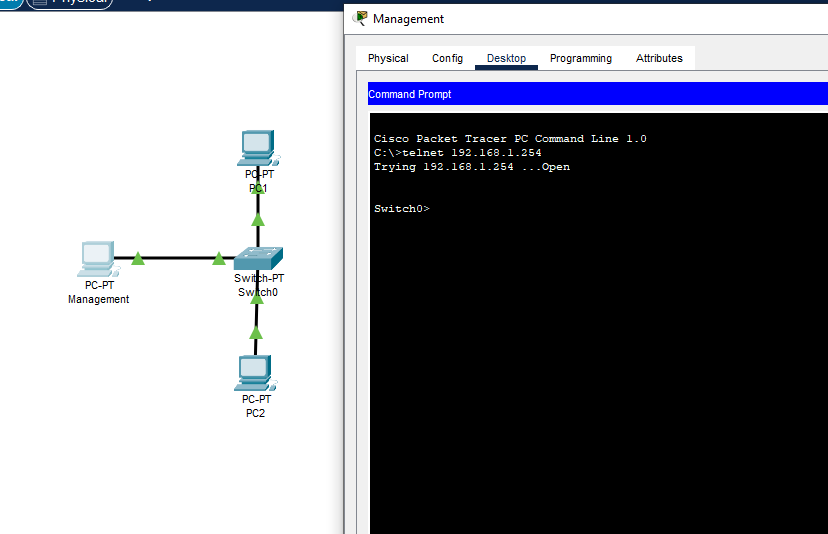 Physical
Management
Physical Config Desktop Programming Attributes
Command Prompt
Cisco Packet Tracer PC Command Line 1.0
C:\>telnet 192.168.1.254
Trying 192.168.1.254 ...Open
Switch0>
PC-PT
PC1
Switch-PT
Switch0
PC-PT
Management
PC-PT
PC2